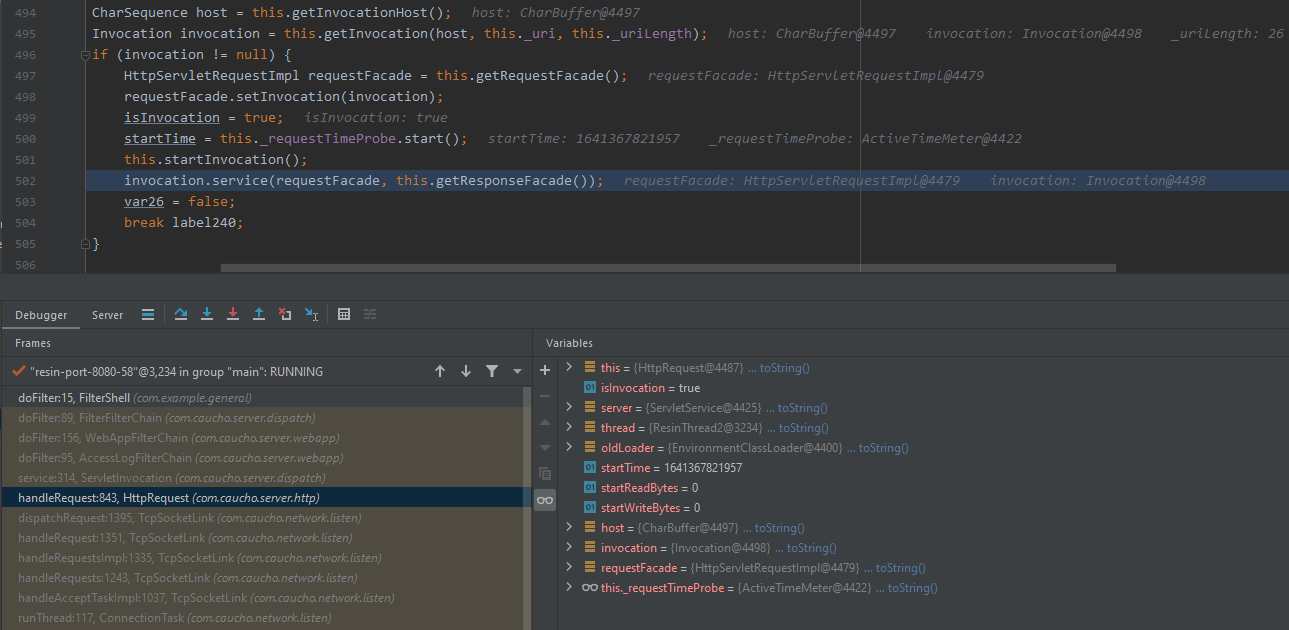 494 CharSequence host = this.getInvocationHost(); host: CharBuffer@4497
495 Invocation invocation = this.getInvocation(host, this._uri, this._uriLength); host: CharBuffer@4497 invocation: Invocation@4498 _uriLength: 26
496 if (invocation != null) {
497 HttpServletRequestImpl requestFacade = this.getRequestFacade(); requestFacade: HttpServletRequestImpl@4479
498 requestFacade.setInvocation(invocation);
499 isInvocation = true; isInvocation: true
500 startTime = this._requestTimeProbe.start(); startTime: 1641367821957 _requestTimeProbe: ActiveTimeMeter@4422
501 this.startInvocation();
502 invocation.service(requestFacade, this.getResponseFacade()); requestFacade: HttpServletRequestImpl@4479 invocation: Invocation@4498
503 var26 = false;
504 break label240;
505 }
506
Debugger Server
Frames
"resin-port-8080-58"@3,234 in group "main": RUNNING
doFilter:15, FilterShell (com.example.general)
doFilter:89, FilterFilterChain (com.caucho.server.dispatch)
doFilter:156, WebAppFilterChain (com.caucho.server.webapp)
doFilter:95, AccessLogFilterChain (com.caucho.server.webapp)
service:314, ServletInvocation (com.caucho.server.dispatch)
handleRequest:843, HttpRequest (com.caucho.server.http)
dispatchRequest:1395, TcpSocketLink (com.caucho.network.listen)
handleRequest:1351, TcpSocketLink (com.caucho.network.listen)
handleRequestsImpl:1335, TcpSocketLink (com.caucho.network.listen)
handleRequests:1243, TcpSocketLink (com.caucho.network.listen)
handleAcceptTaskImpl:1037, TcpSocketLink (com.caucho.network.listen)
runThread:117, ConnectionTask (com.caucho.network.listen)
Variables
this = {HttpRequest@4487} ... toString()
isInvocation = true
server = {ServletService@4425} ... toString()
thread = {ResinThread2@3234} ... toString()
oldLoader = {EnvironmentClassLoader@4400} ... toString()
startTime = 1641367821957
startReadBytes = 0
startWriteBytes = 0
host = {CharBuffer@4497} ... toString()
invocation = {Invocation@4498} ... toString()
requestFacade = {HttpServletRequestImpl@4479} ... toString()
this._requestTimeProbe = {ActiveTimeMeter@4422} ... toString()